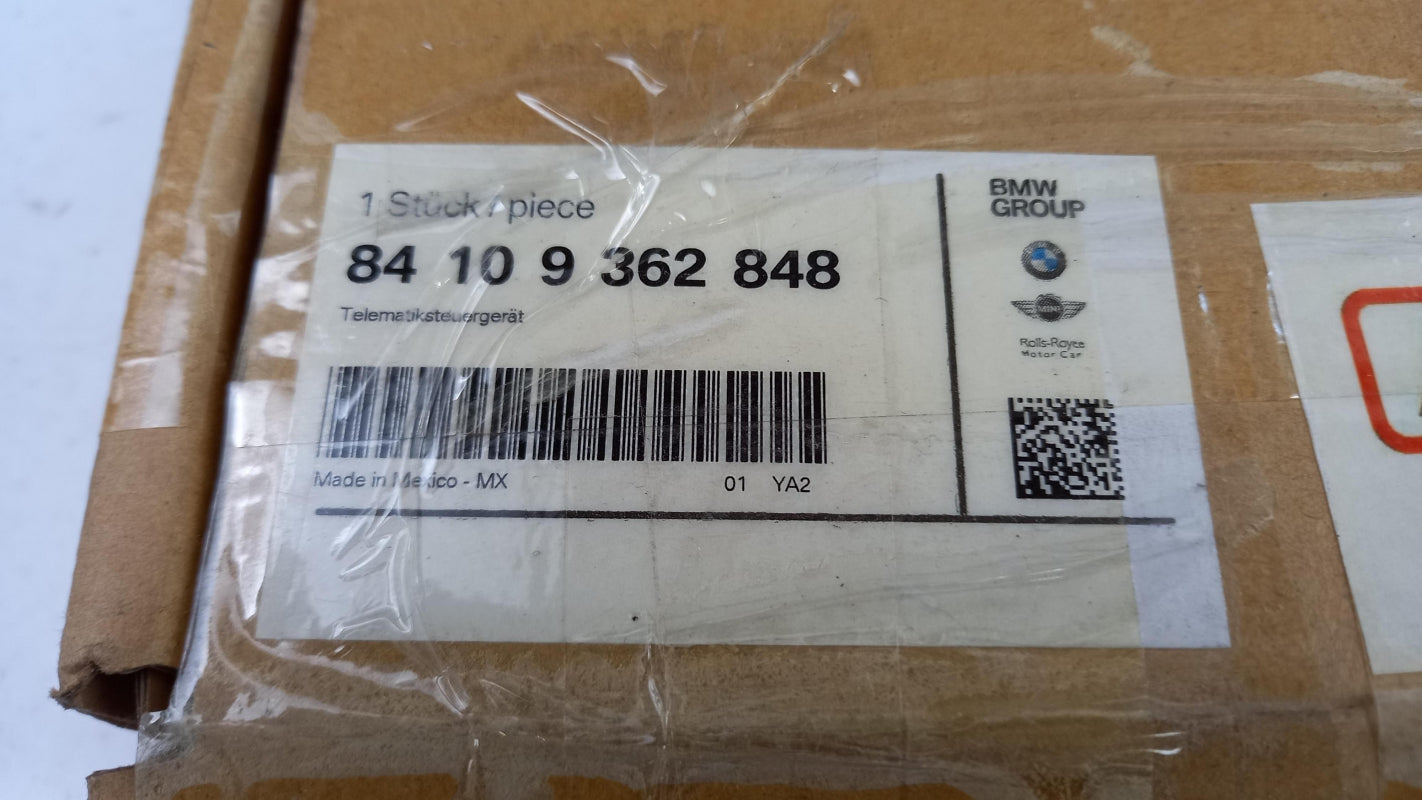 1 Stück / piece
84 10 9 362 848
Telematiksteuergerät
Made in Mexico - MX
01 YA2
BMW
GROUP
MINI
Rolls-Royce
Motor Car